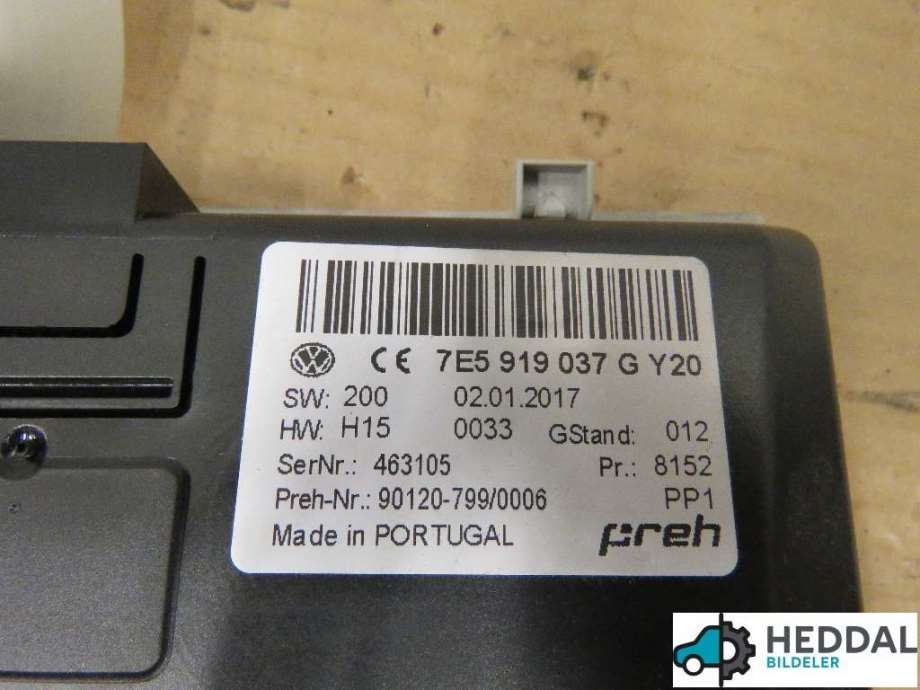 CE 7E5 919 037 G Y20
SW: 200 02.01.2017
HW: H15 0033 GStand: 012
SerNr.: 463105 Pr.: 8152
Preh-Nr.: 90120-799/0006 PP1
Made in PORTUGAL preh
HEDDAL
BILDELER